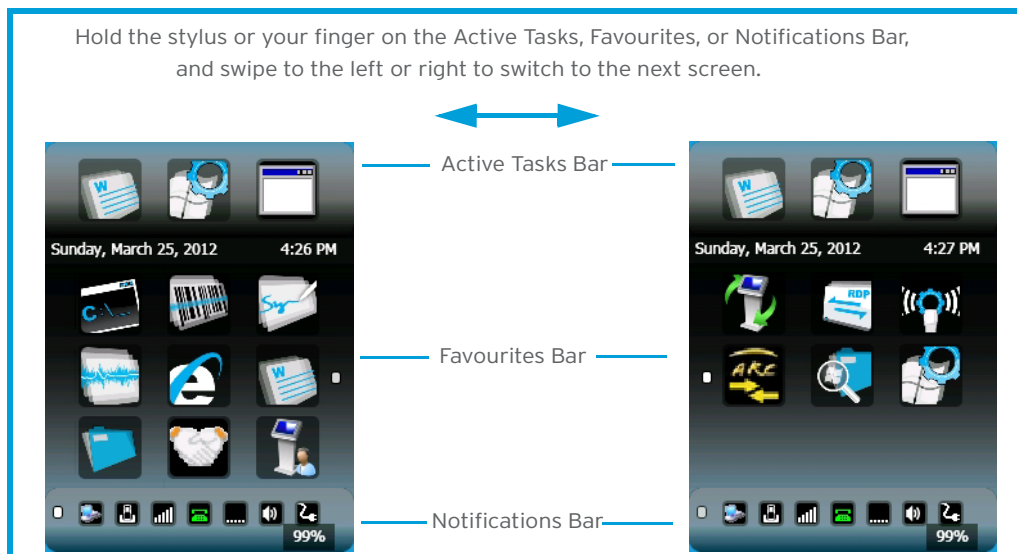 Hold the stylus or your finger on the Active Tasks, Favourites, or Notifications Bar,
and swipe to the left or right to switch to the next screen.
Active Tasks Bar
W
W
Sunday, March 25, 2012 4:26 PM
Sunday, March 25, 2012 4:27 PM
C:\...
Sy
RDP
Favourites Bar
W
ARC
Notifications Bar
99%
99%